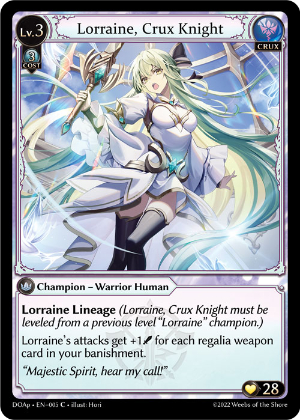 Lv.3
Lorraine, Crux Knight
3
COST
CRUX
Champion – Warrior Human
Lorraine Lineage (Lorraine, Crux Knight must be
leveled from a previous level “Lorraine” champion.)
Lorraine's attacks get +1 for each regalia weapon
card in your banishment.
“Majestic Spirit, hear my call!”
28
DOAp • EN-005 C • illust: Hori
©2022 Weebs of the Shore